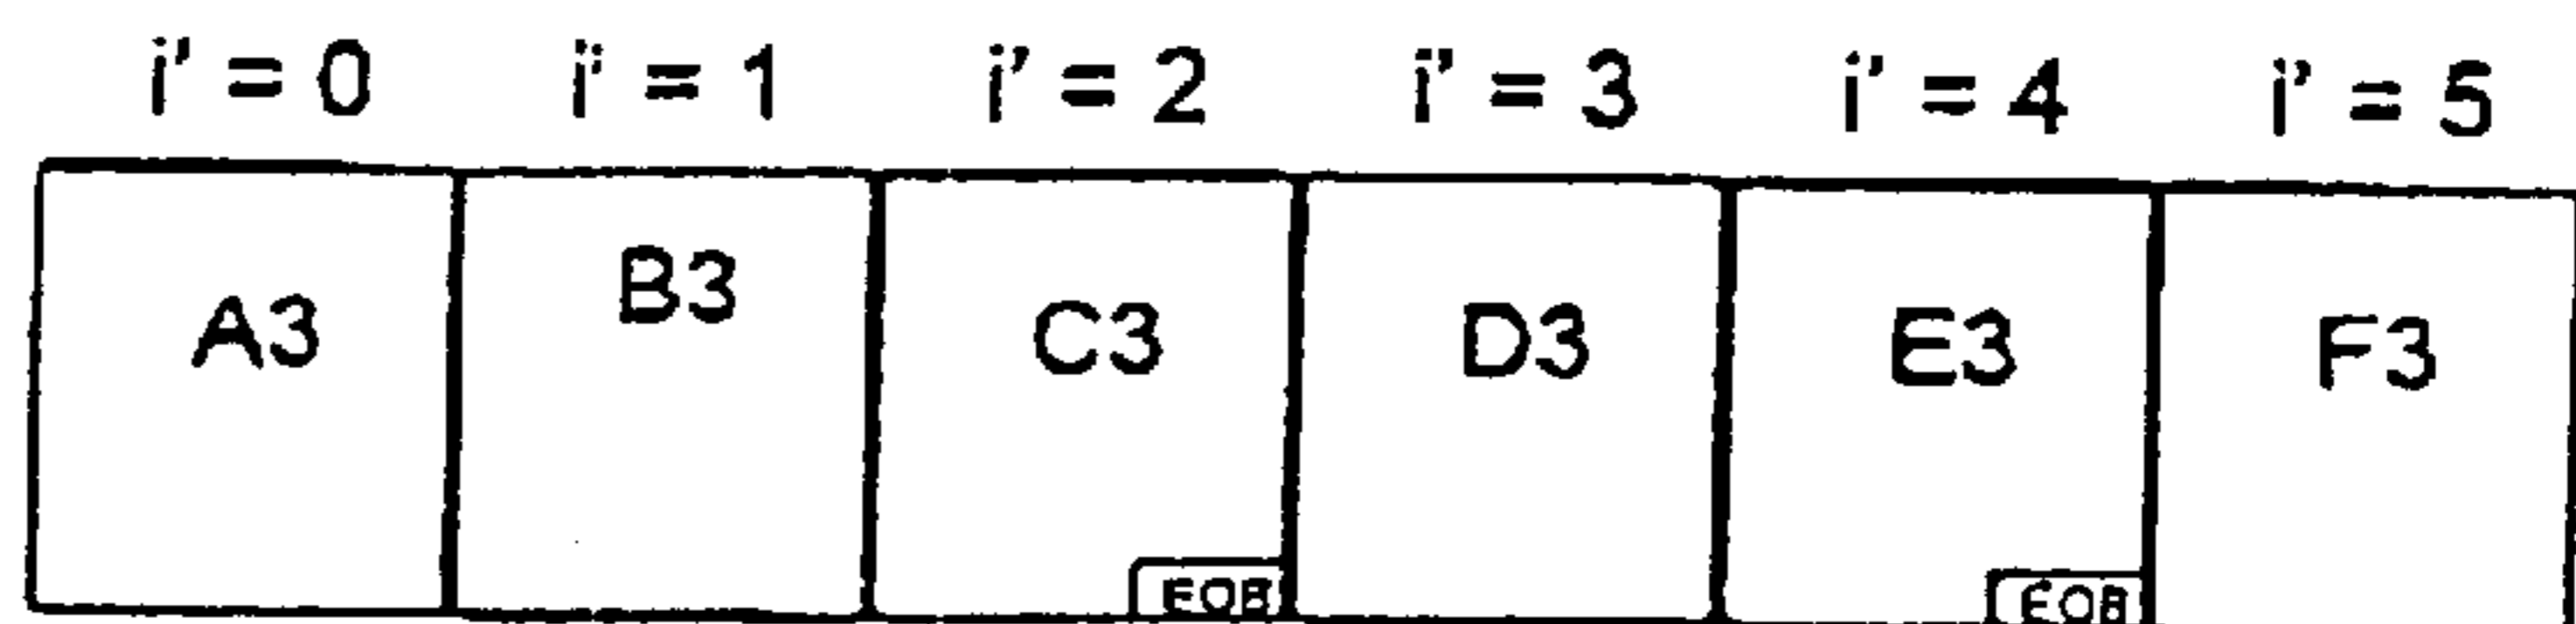 i' = 0 i' = 1 i' = 2 i' = 3 i' = 4 i' = 5
A3 B3 C3 D3 E3 F3
EOB EOB